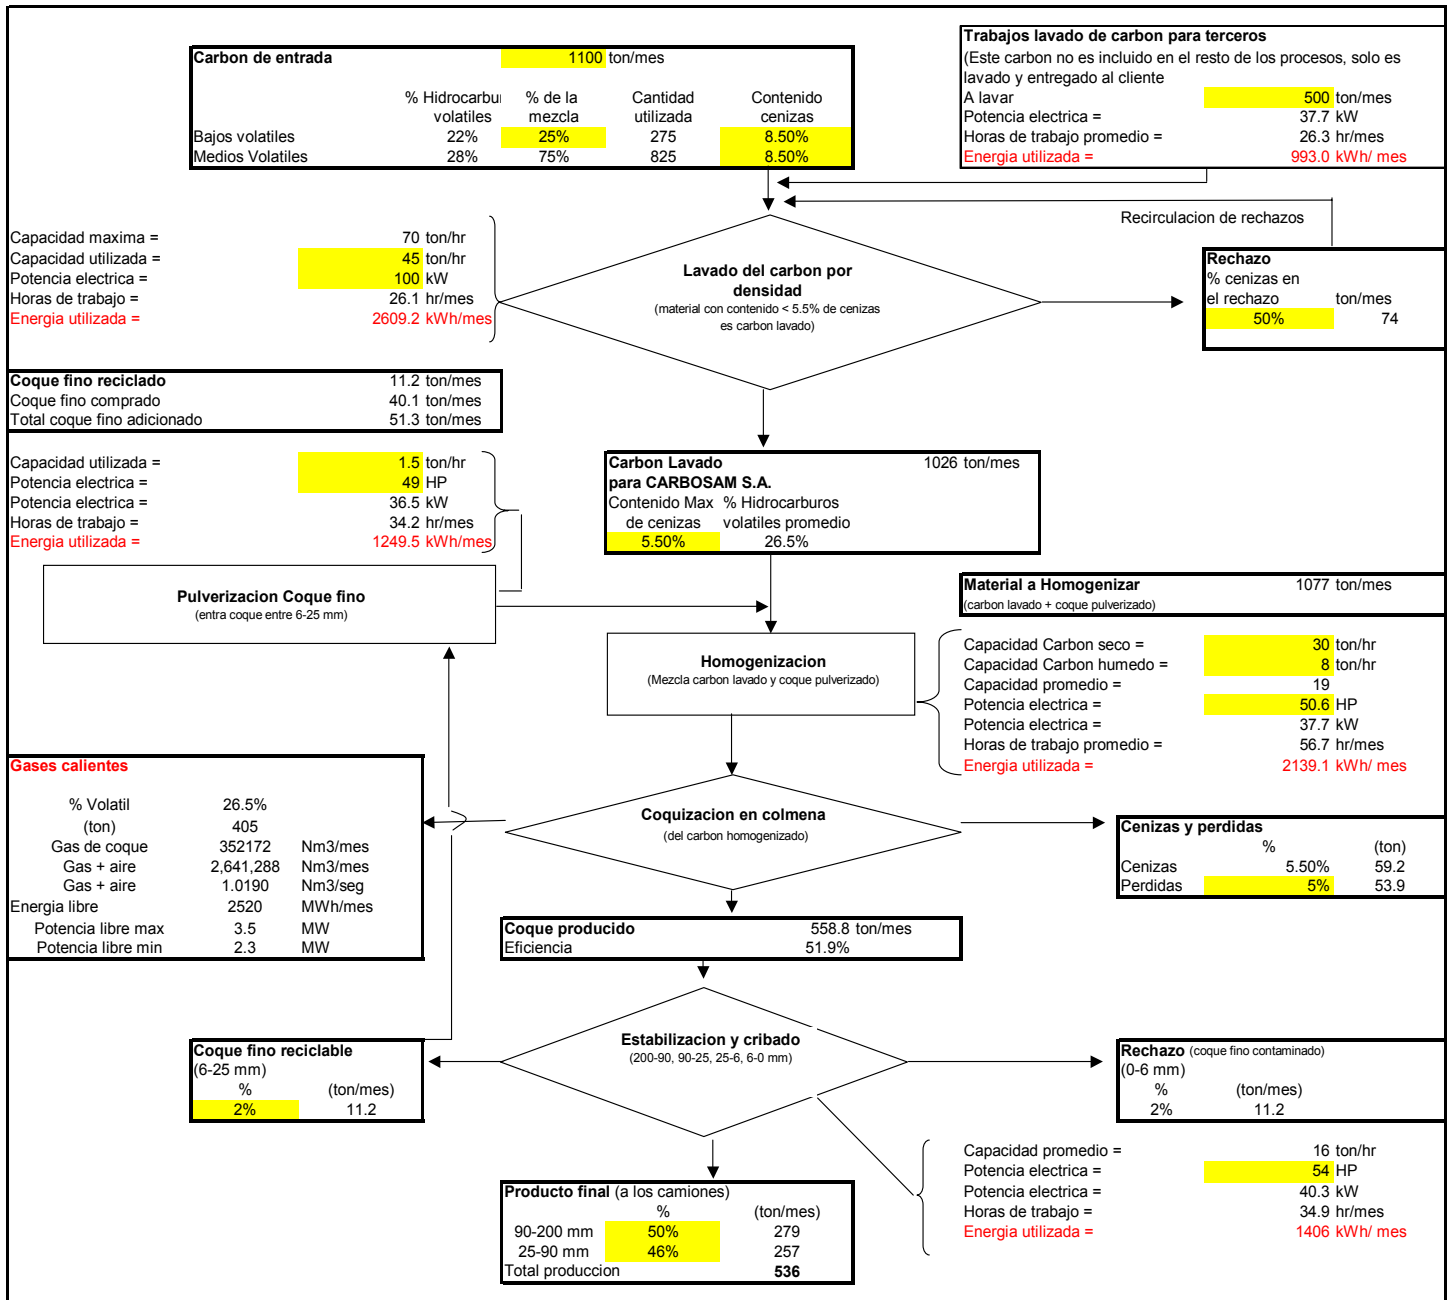 Carbon de entrada 1100 ton/mes
% Hidrocarbu % de la Cantidad Contenido
volatiles mezcla utilizada cenizas
Bajos volatiles 22% 25% 275 8.50%
Medios Volatiles 28% 75% 825 8.50%
Trabajos lavado de carbon para terceros
(Este carbon no es incluido en el resto de los procesos, solo es
lavado y entregado al cliente
A lavar 500 ton/mes
Potencia electrica = 37.7 kW
Horas de trabajo promedio = 26.3 hr/mes
Energia utilizada = 993.0 kWh/ mes
Recirculacion de rechazos
Capacidad maxima = 70 ton/hr
Capacidad utilizada = 45 ton/hr
Potencia electrica = 100 kW
Horas de trabajo = 26.1 hr/mes
Energia utilizada = 2609.2 kWh/mes
Lavado del carbon por
densidad
(material con contenido < 5.5% de cenizas
es carbon lavado)
Rechazo
% cenizas en
el rechazo ton/mes
50% 74
Coque fino reciclado 11.2 ton/mes
Coque fino comprado 40.1 ton/mes
Total coque fino adicionado 51.3 ton/mes
Capacidad utilizada = 1.5 ton/hr
Potencia electrica = 49 HP
Potencia electrica = 36.5 kW
Horas de trabajo = 34.2 hr/mes
Energia utilizada = 1249.5 kWh/mes
Carbon Lavado 1026 ton/mes
para CARBOSAM S.A.
Contenido Max % Hidrocarburos
de cenizas volatiles promedio
5.50% 26.5%
Pulverizacion Coque fino
(entra coque entre 6-25 mm)
Material a Homogenizar 1077 ton/mes
(carbon lavado + coque pulverizado)
Homogenizacion
(Mezcla carbon lavado y coque pulverizado)
Capacidad Carbon seco = 30 ton/hr
Capacidad Carbon humedo = 8 ton/hr
Capacidad promedio = 19
Potencia electrica = 50.6 HP
Potencia electrica = 37.7 kW
Horas de trabajo promedio = 56.7 hr/mes
Energia utilizada = 2139.1 kWh/ mes
Gases calientes
% Volatil 26.5%
(ton) 405
Gas de coque 352172 Nm3/mes
Gas + aire 2,641,288 Nm3/mes
Gas + aire 1.0190 Nm3/seg
Energia libre 2520 MWh/mes
Potencia libre max 3.5 MW
Potencia libre min 2.3 MW
Coquizacion en colmena
(del carbon homogenizado)
Cenizas y perdidas
% (ton)
Cenizas 5.50% 59.2
Perdidas 5% 53.9
Coque producido 558.8 ton/mes
Eficiencia 51.9%
Estabilizacion y cribado
(200-90, 90-25, 25-6, 6-0 mm)
Coque fino reciclable
(6-25 mm)
% (ton/mes)
2% 11.2
Rechazo (coque fino contaminado)
(0-6 mm)
% (ton/mes)
2% 11.2
Capacidad promedio = 16 ton/hr
Potencia electrica = 54 HP
Potencia electrica = 40.3 kW
Horas de trabajo = 34.9 hr/mes
Energia utilizada = 1406 kWh/ mes
Producto final (a los camiones)
% (ton/mes)
90-200 mm 50% 279
25-90 mm 46% 257
Total produccion 536